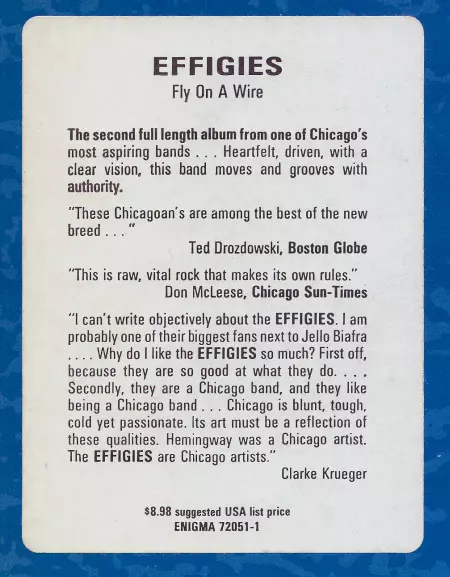 EFFIGIES
Fly On A Wire
The second full length album from one of Chicago's
most aspiring bands . . . Heartfelt, driven, with a
clear vision, this band moves and grooves with
authority.
"These Chicagoan's are among the best of the new
breed . . ."
Ted Drozdowski, Boston Globe
"This is raw, vital rock that makes its own rules."
Don McLeese, Chicago Sun-Times
"I can't write objectively about the EFFIGIES. I am
probably one of their biggest fans next to Jello Biafra
. . . . Why do I like the EFFIGIES so much? First off,
because they are so good at what they do. . . .
Secondly, they are a Chicago band, and they like
being a Chicago band . . . Chicago is blunt, tough,
cold yet passionate. Its art must be a reflection of
these qualities. Hemingway was a Chicago artist.
The EFFIGIES are Chicago artists."
Clarke Krueger
$8.98 suggested USA list price
ENIGMA 72051-1